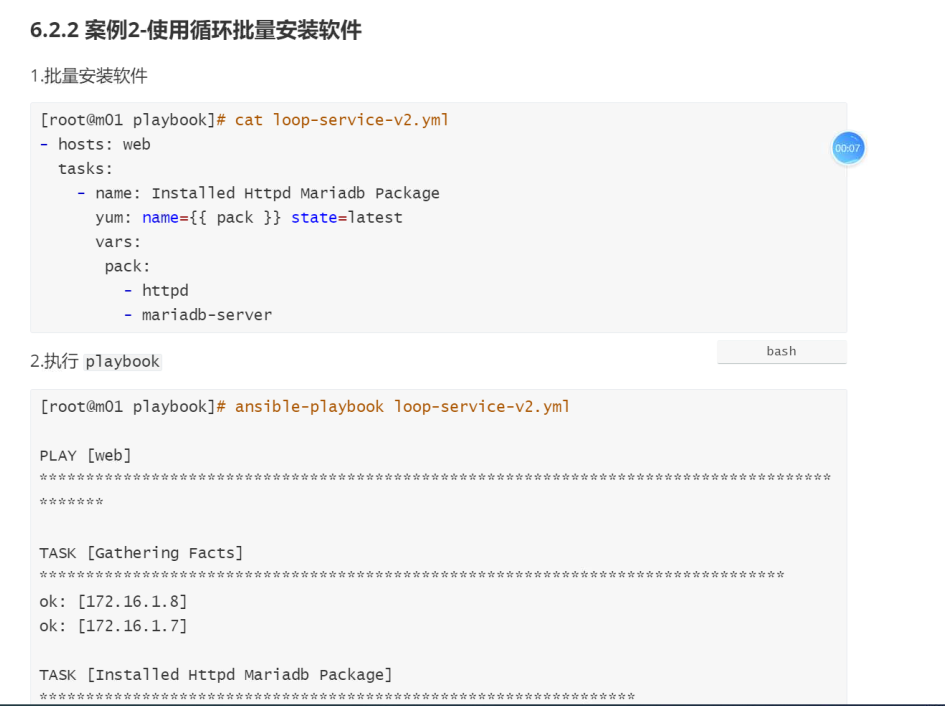 6.2.2 案例2-使用循环批量安装软件
1.批量安装软件
[root@m01 playbook]# cat loop-service-v2.yml
- hosts: web
  tasks:
    - name: Installed Httpd Mariadb Package
      yum: name={{ pack }} state=latest
      vars:
       pack:
         - httpd
         - mariadb-server
00:07
2.执行 playbook
bash
[root@m01 playbook]# ansible-playbook loop-service-v2.yml
PLAY [web]
********************************************************************************
*******
TASK [Gathering Facts]
********************************************************************************
ok: [172.16.1.8]
ok: [172.16.1.7]
TASK [Installed Httpd Mariadb Package]
****************************************************************